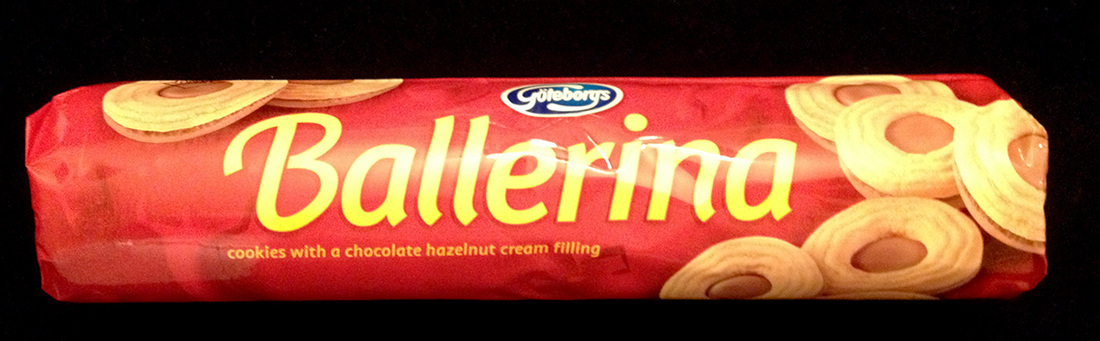 Göteborgs
Ballerina
cookies with a chocolate hazelnut cream filling